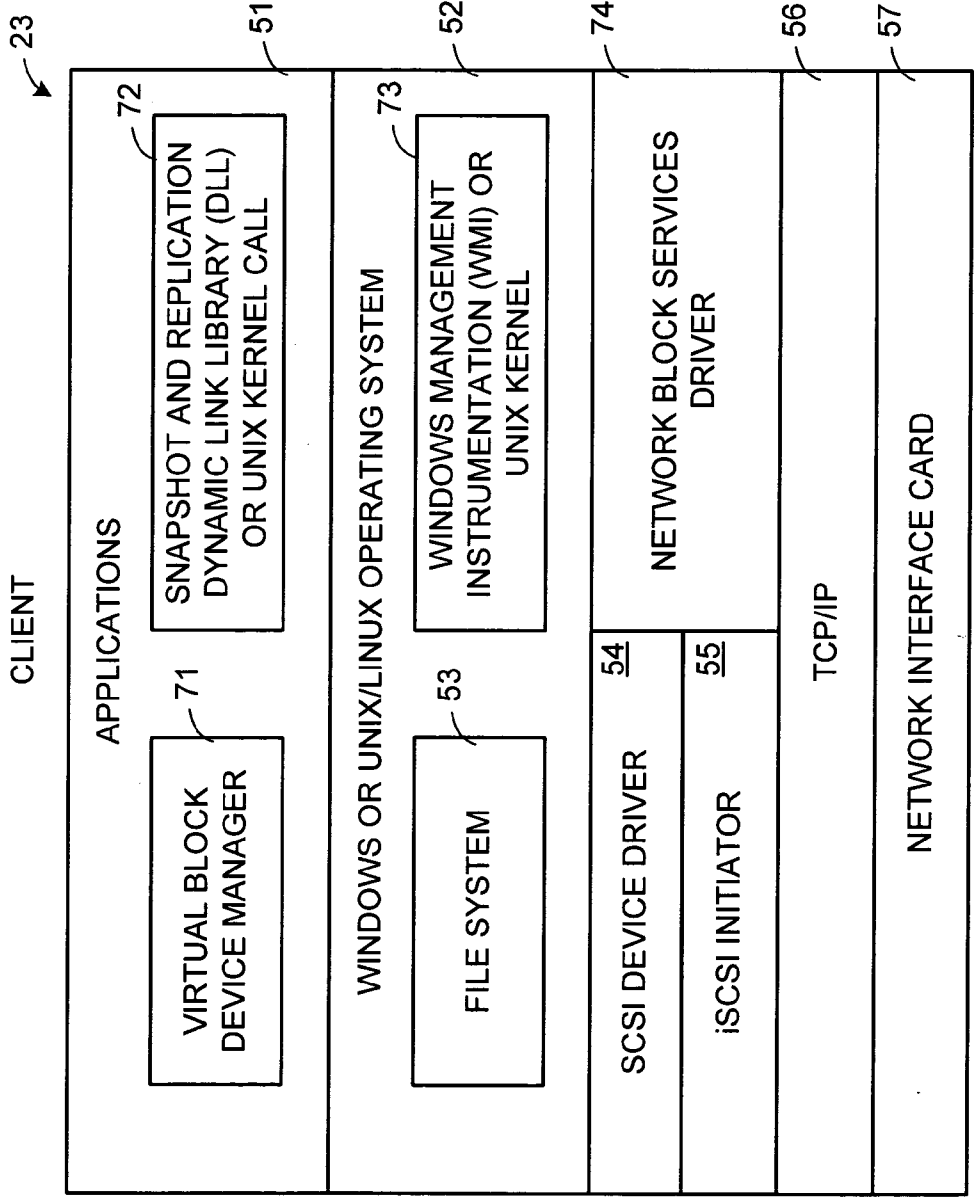 CLIENT
23
APPLICATIONS
51
71
VIRTUAL BLOCK
DEVICE MANAGER
72
SNAPSHOT AND REPLICATION
DYNAMIC LINK LIBRARY (DLL)
OR UNIX KERNEL CALL
WINDOWS OR UNIX/LINUX OPERATING SYSTEM
52
53
FILE SYSTEM
73
WINDOWS MANAGEMENT
INSTRUMENTATION (WMI) OR
UNIX KERNEL
SCSI DEVICE DRIVER
54
iSCSI INITIATOR
55
NETWORK BLOCK SERVICES
DRIVER
74
TCP/IP
56
NETWORK INTERFACE CARD
57